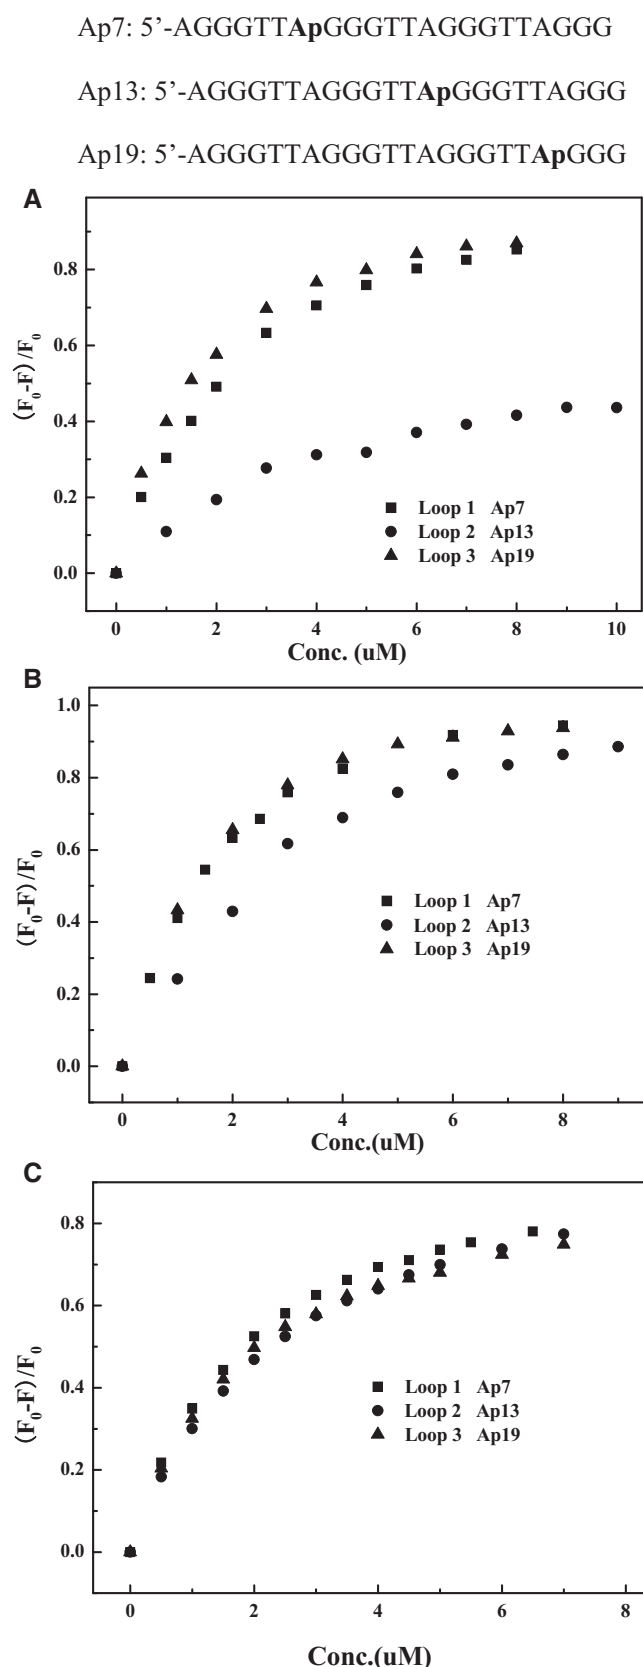 Ap7: 5’-AGGGTTApGGGTTAGGGTTAGGG
Ap13: 5’-AGGGTTAGGGTTApGGGTTAGGG
Ap19: 5’-AGGGTTAGGGTTAGGGTTApGGG
A
(F0-F)/F0
0.8
0.6
0.4
0.2
0.0
Loop 1 Ap7
Loop 2 Ap13
Loop 3 Ap19
0 2 4 6 8 10
Conc. (uM)
B
(F0-F)/F0
1.0
0.8
0.6
0.4
0.2
0.0
Loop 1 Ap7
Loop 2 Ap13
Loop 3 Ap19
0 2 4 6 8
Conc.(uM)
C
(F0-F)/F0
0.8
0.6
0.4
0.2
0.0
Loop 1 Ap7
Loop 2 Ap13
Loop 3 Ap19
0 2 4 6 8
Conc.(uM)